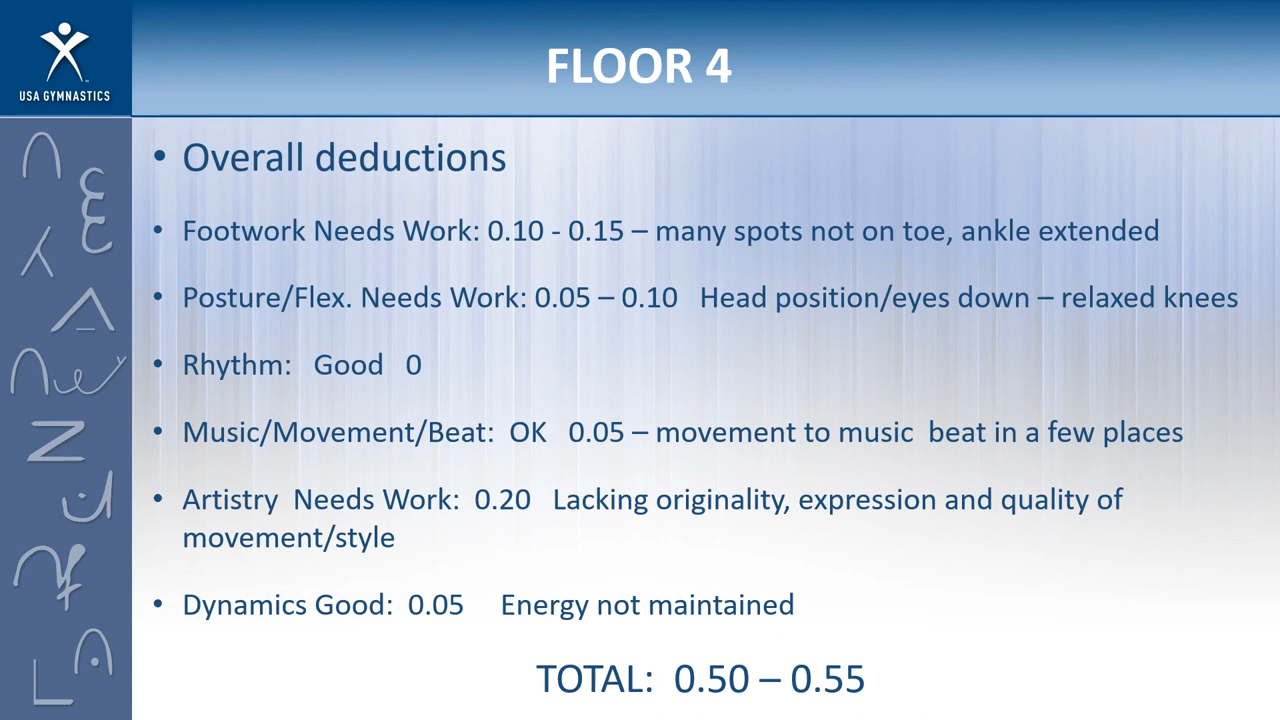 USA GYMNASTICS
FLOOR 4
• Overall deductions
• Footwork Needs Work: 0.10 - 0.15 – many spots not on toe, ankle extended
• Posture/Flex. Needs Work: 0.05 – 0.10 Head position/eyes down – relaxed knees
• Rhythm: Good 0
• Music/Movement/Beat: OK 0.05 – movement to music beat in a few places
• Artistry Needs Work: 0.20 Lacking originality, expression and quality of
movement/style
• Dynamics Good: 0.05 Energy not maintained
TOTAL: 0.50 – 0.55